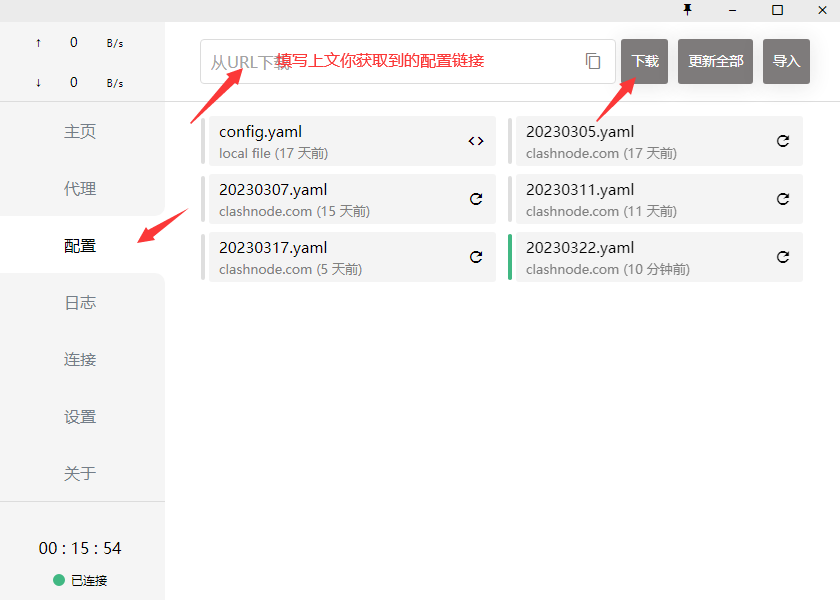 ↑ 0 B/s
↓ 0 B/s
主页
代理
配置
日志
连接
设置
关于
00 : 15 : 54
已连接
从URL下载
填写上文你获取到的配置链接
下载
更新全部
导入
config.yaml
local file (17 天前)
20230305.yaml
clashnode.com (17 天前)
20230307.yaml
clashnode.com (15 天前)
20230311.yaml
clashnode.com (11 天前)
20230317.yaml
clashnode.com (5 天前)
20230322.yaml
clashnode.com (10 分钟前)